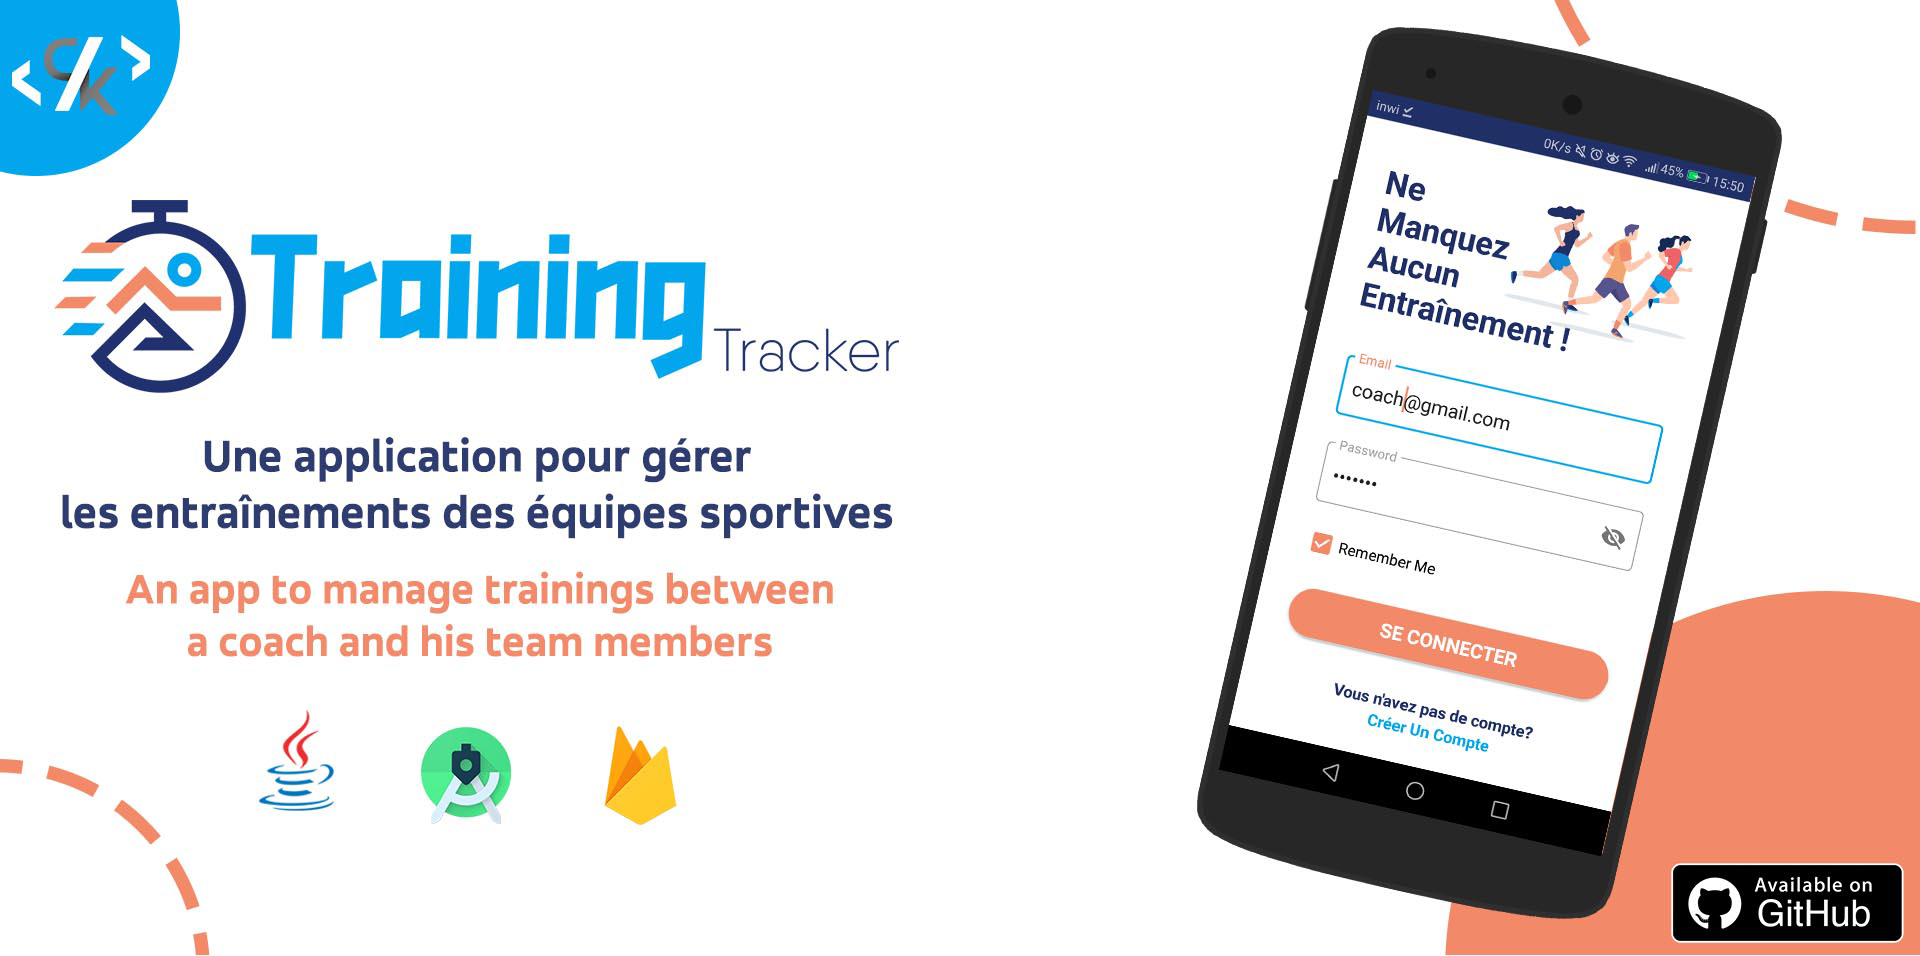 Training
Tracker
Une application pour gérer
les entraînements des équipes sportives
An app to manage trainings between
a coach and his team members
inwi
0K/s 45% 15:50
Ne
Manquez
Aucun
Entraînement !
Email
coach@gmail.com
Password
•••••••
Remember Me
SE CONNECTER
Vous n'avez pas de compte?
Créer Un Compte
Available on
GitHub